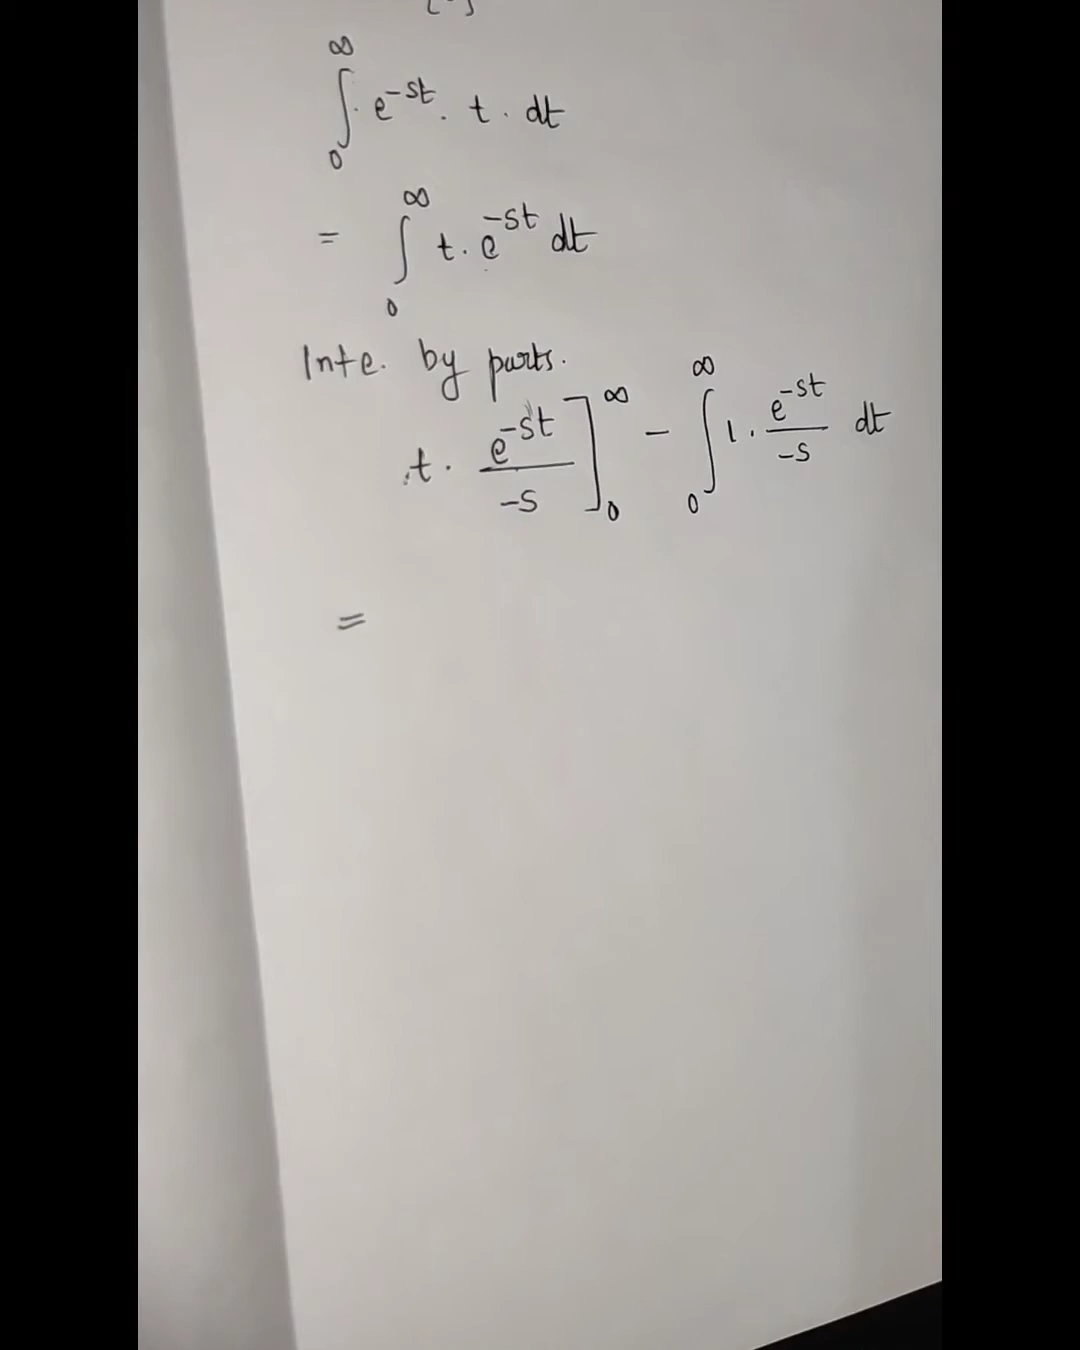 ∫₀^∞ e^{-st} . t . dt
= ∫₀^∞ t . e^{-st} dt
Inte. by parts.
t . e^{-st}/-s ]₀^∞ - ∫₀^∞ 1 . e^{-st}/-s dt
=